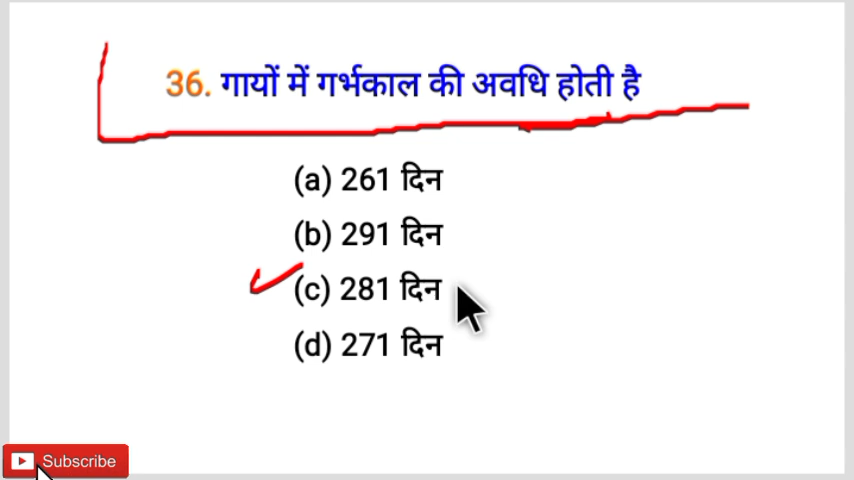 36. गायों में गर्भकाल की अवधि होती है
(a) 261 दिन
(b) 291 दिन
(c) 281 दिन
(d) 271 दिन
Subscribe